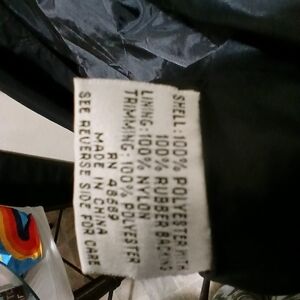 SHELL: 100% POLYESTER WITH
100% RUBBER BACKING
LINING: 100% NYLON
TRIMMING: 100% POLYESTER
RN 48689
MADE IN CHINA
SEE REVERSE SIDE FOR CARE